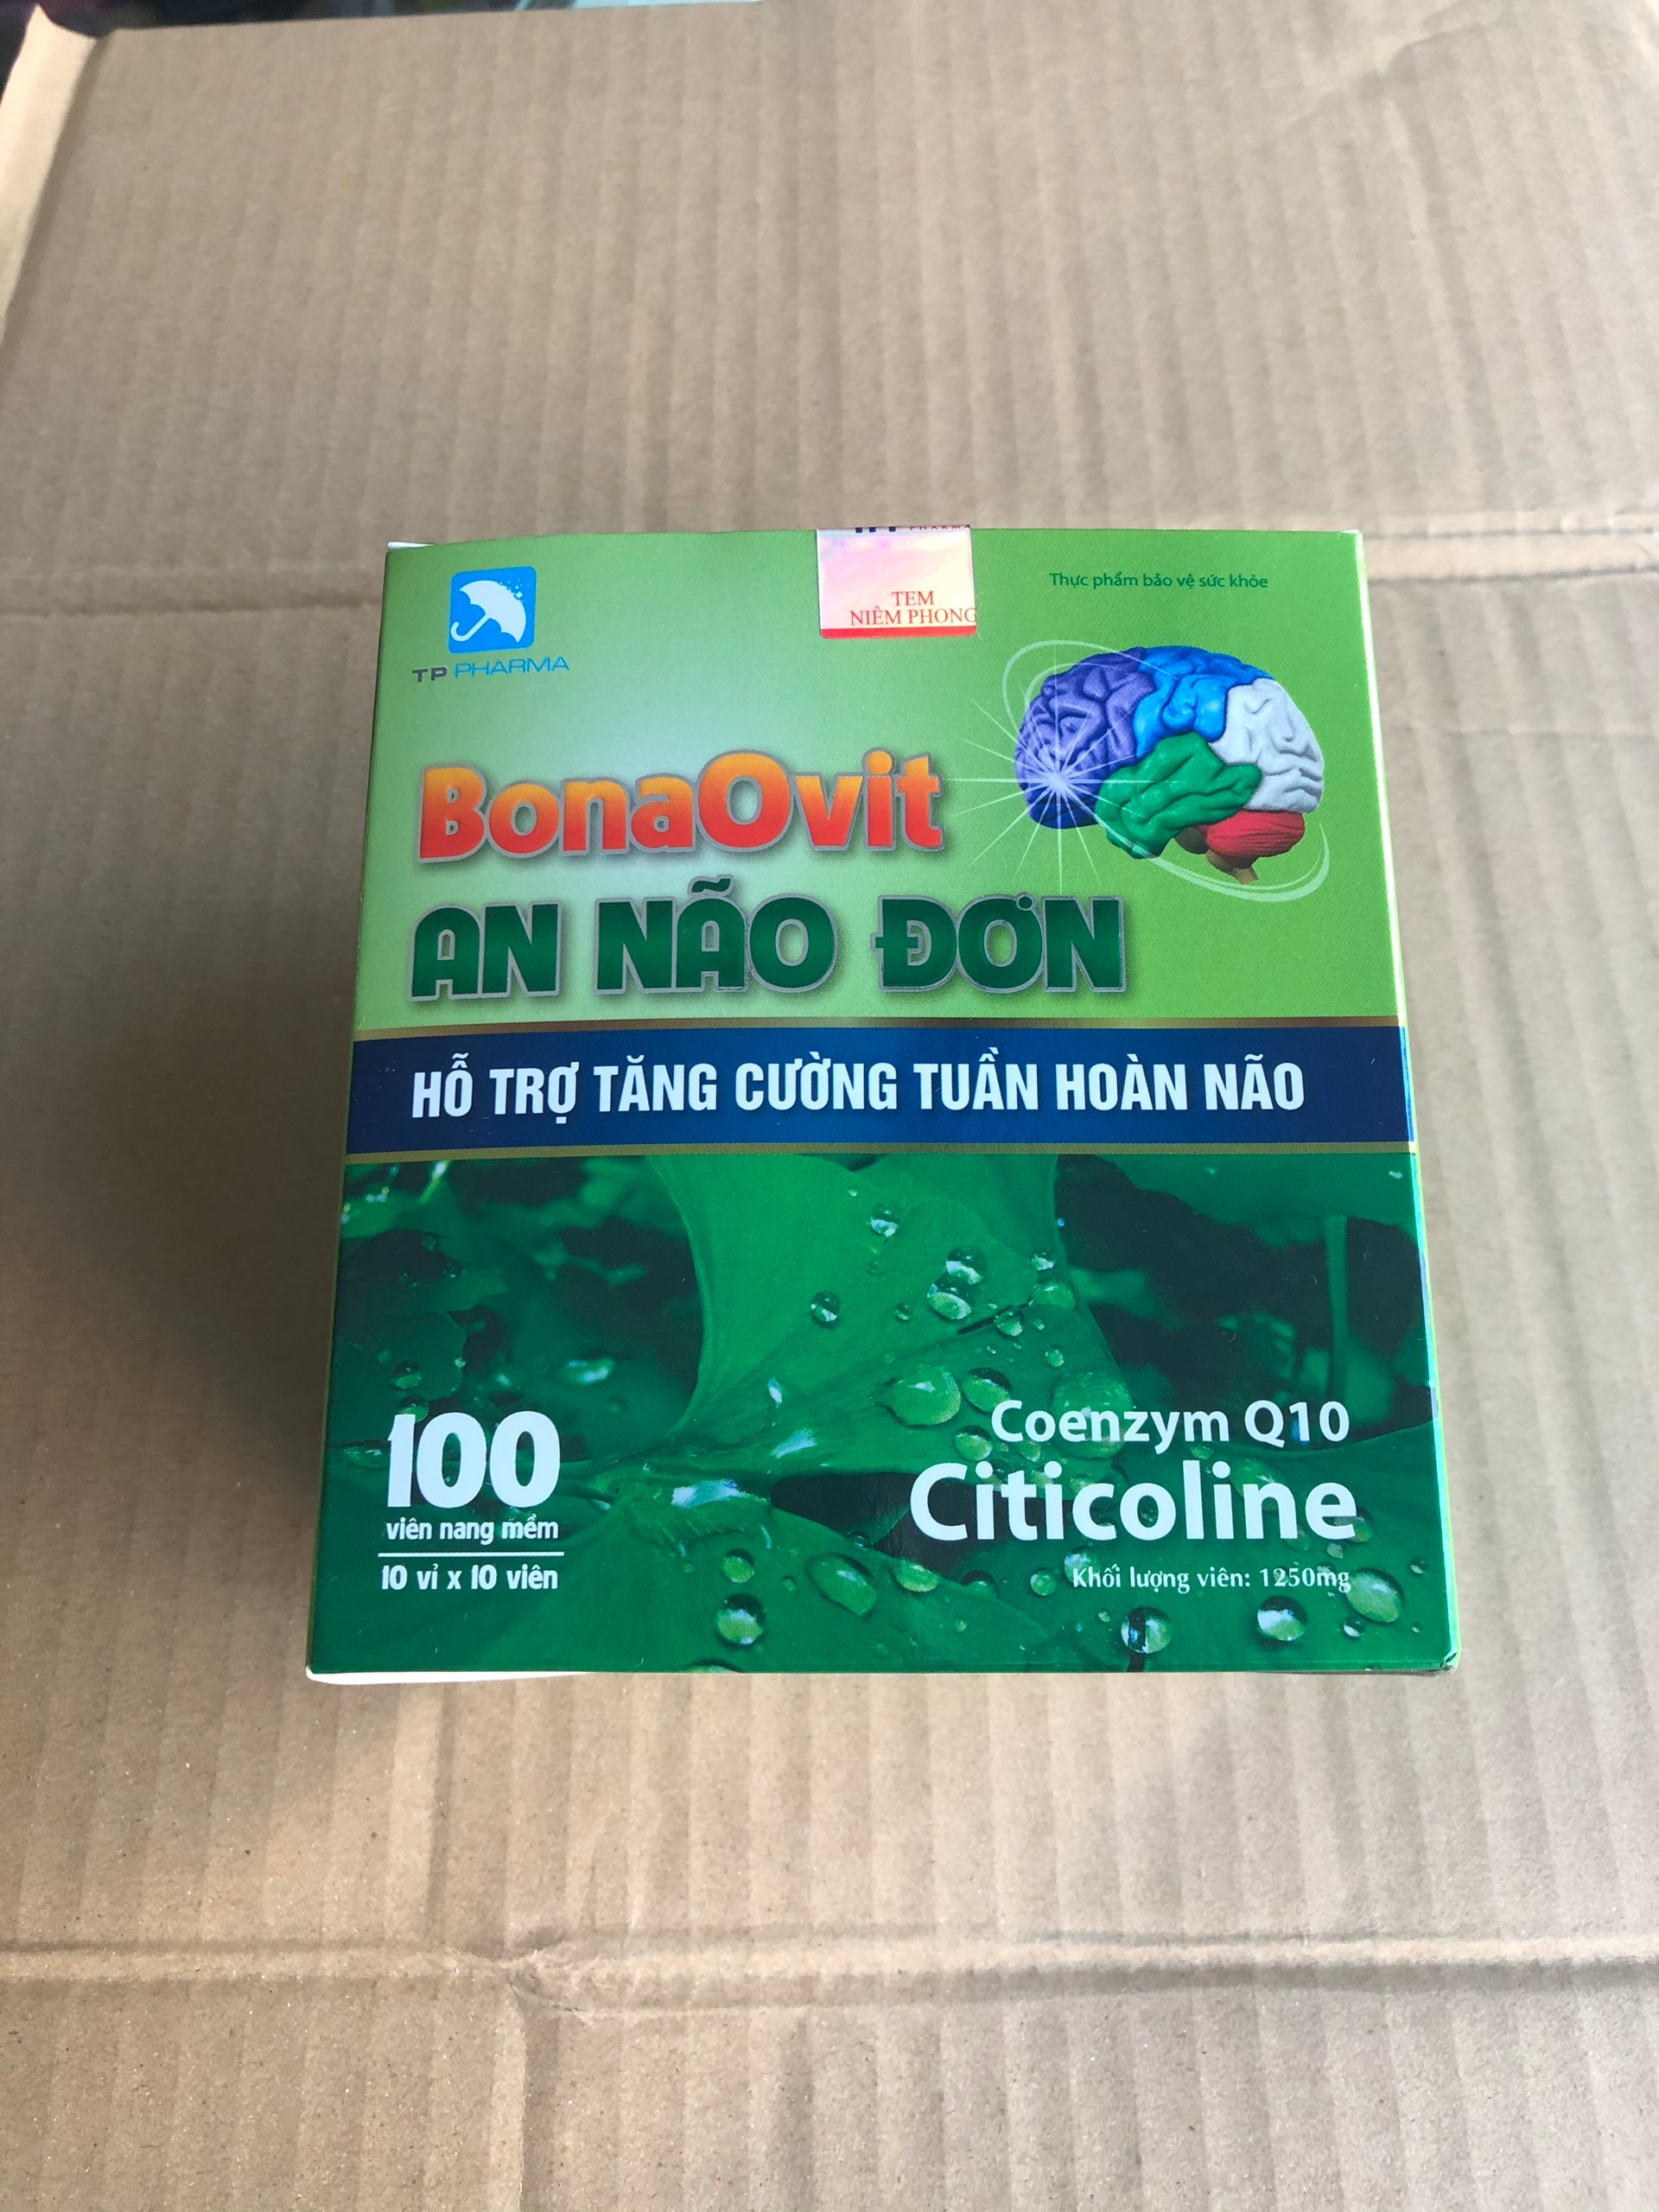 PHARMA
TEM
NIÊM PHONG
Thực phẩm bảo vệ sức khỏe
TP PHARMA
BonaOvit
AN NÃO ĐƠN
HỖ TRỢ TĂNG CƯỜNG TUẦN HOÀN NÃO
100
viên nang mềm
10 vỉ x 10 viên
Coenzym Q10
Citicoline
Khối lượng viên: 1250mg